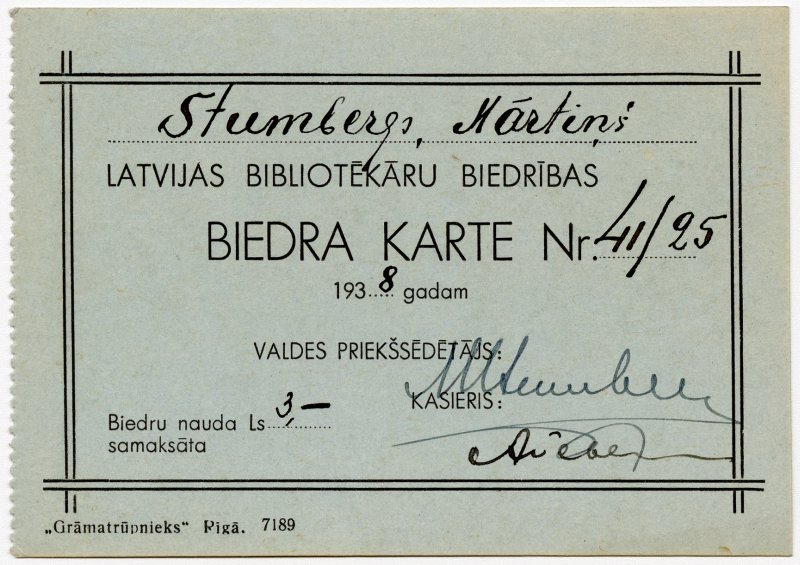 Stumbergs, Mārtiņš
LATVIJAS BIBLIOTĒKĀRU BIEDRĪBAS
BIEDRA KARTE Nr. 41/25
1938 gadam
VALDES PRIEKŠSĒDĒTĀJS:
KASIERIS:
Biedru nauda Ls 3,—
samaksāta
„Grāmatrūpnieks“ Rīgā. 7189